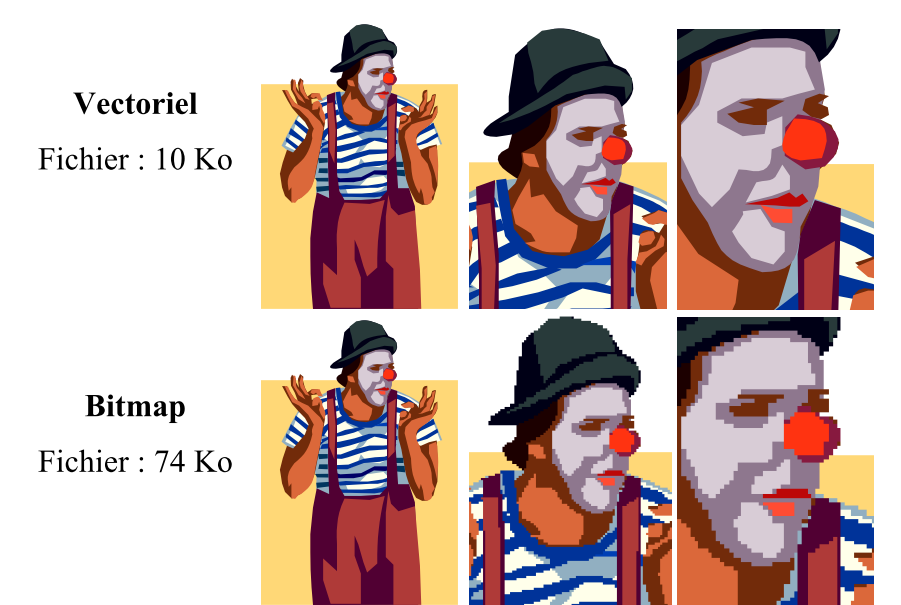 Vectoriel
Fichier : 10 Ko
Bitmap
Fichier : 74 Ko